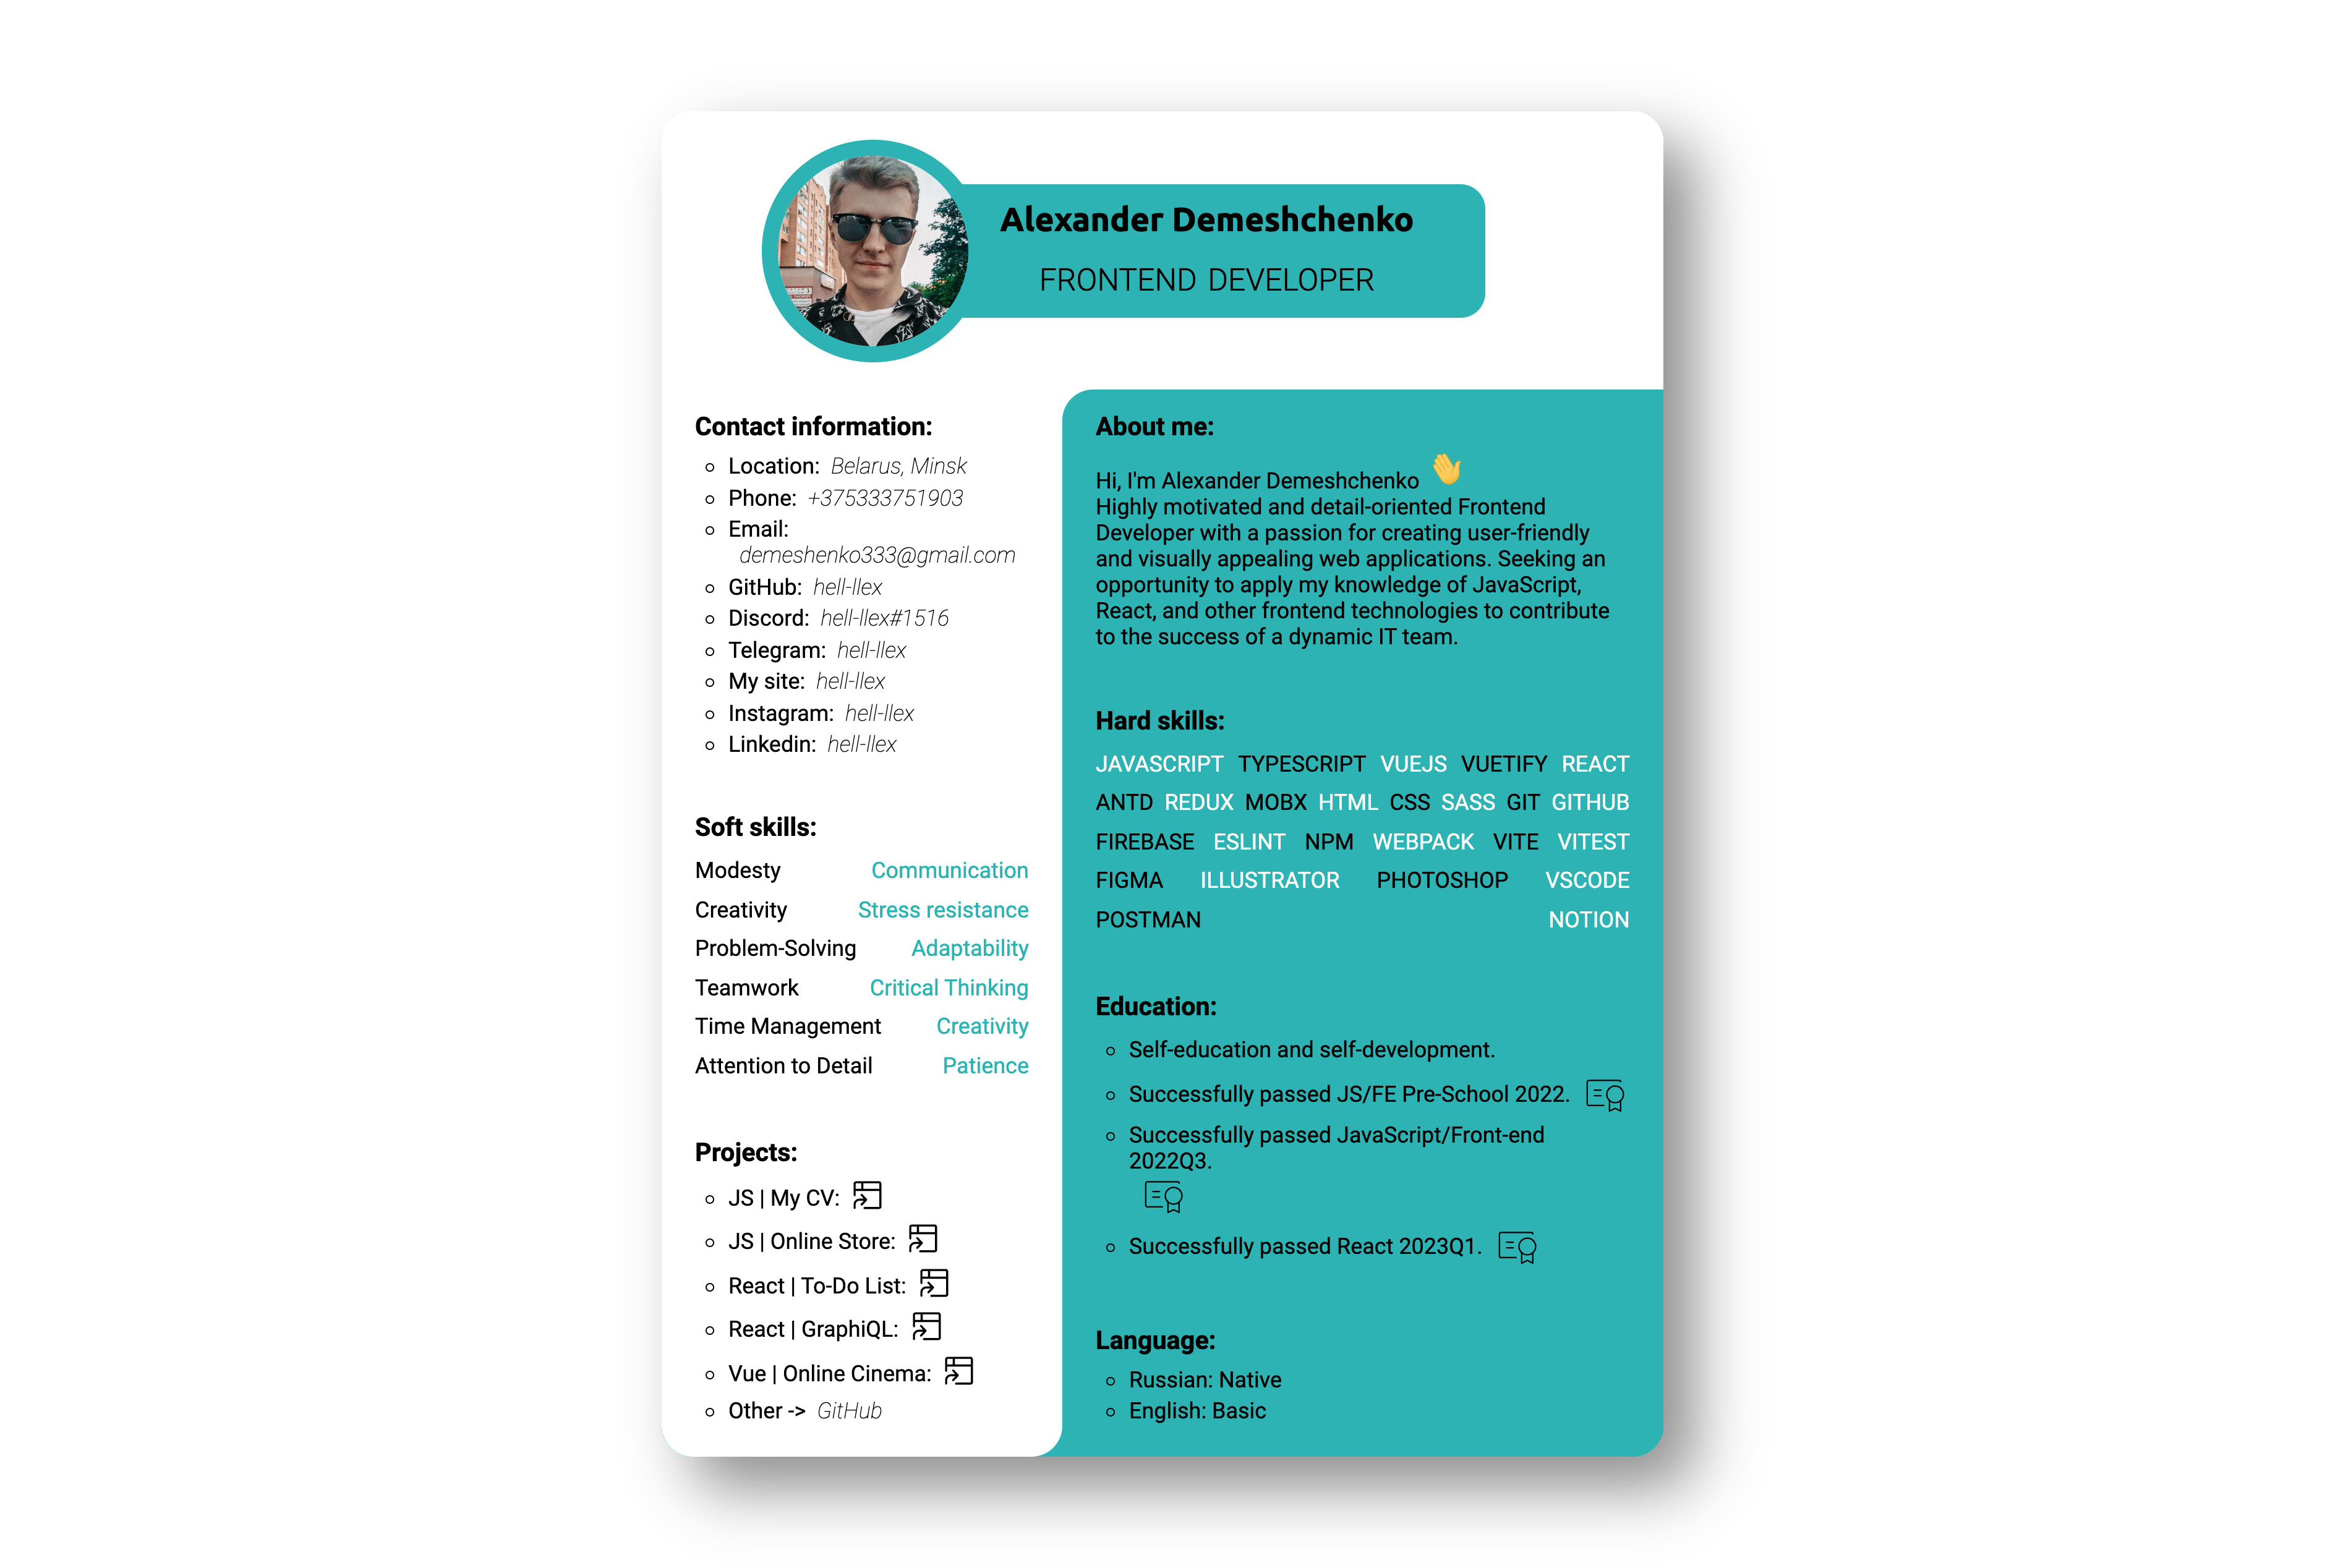 Alexander Demeshchenko
FRONTEND DEVELOPER
Contact information:
Location: Belarus, Minsk
Phone: +375333751903
Email:
demeshenko333@gmail.com
GitHub: hell-llex
Discord: hell-llex#1516
Telegram: hell-llex
My site: hell-llex
Instagram: hell-llex
Linkedin: hell-llex
Soft skills:
Modesty Communication
Creativity Stress resistance
Problem-Solving Adaptability
Teamwork Critical Thinking
Time Management Creativity
Attention to Detail Patience
Projects:
JS | My CV:
JS | Online Store:
React | To-Do List:
React | GraphiQL:
Vue | Online Cinema:
Other -> GitHub
About me:
Hi, I'm Alexander Demeshchenko 👋
Highly motivated and detail-oriented Frontend
Developer with a passion for creating user-friendly
and visually appealing web applications. Seeking an
opportunity to apply my knowledge of JavaScript,
React, and other frontend technologies to contribute
to the success of a dynamic IT team.
Hard skills:
JAVASCRIPT TYPESCRIPT VUEJS VUETIFY REACT
ANTD REDUX MOBX HTML CSS SASS GIT GITHUB
FIREBASE ESLINT NPM WEBPACK VITE VITEST
FIGMA ILLUSTRATOR PHOTOSHOP VSCODE
POSTMAN NOTION
Education:
Self-education and self-development.
Successfully passed JS/FE Pre-School 2022.
Successfully passed JavaScript/Front-end
2022Q3.
Successfully passed React 2023Q1.
Language:
Russian: Native
English: Basic